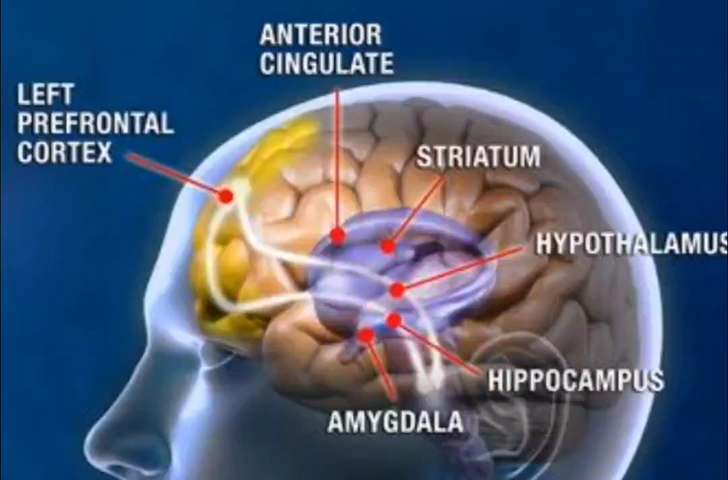 ANTERIOR
CINGULATE
LEFT
PREFRONTAL
CORTEX
STRIATUM
HYPOTHALAMUS
HIPPOCAMPUS
AMYGDALA